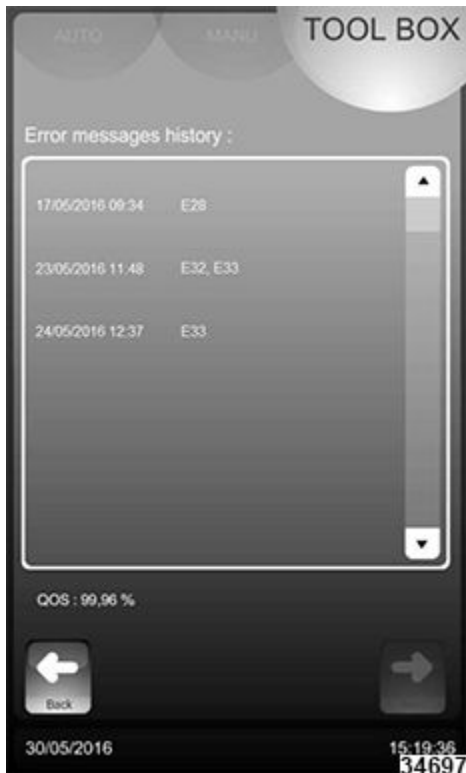 AUTO MANU TOOL BOX
Error messages history :
17/05/2016 09:34 E28
23/05/2016 11:48 E32, E33
24/05/2016 12:37 E33
QOS : 99,96 %
Back
30/05/2016 15:19:36
34697